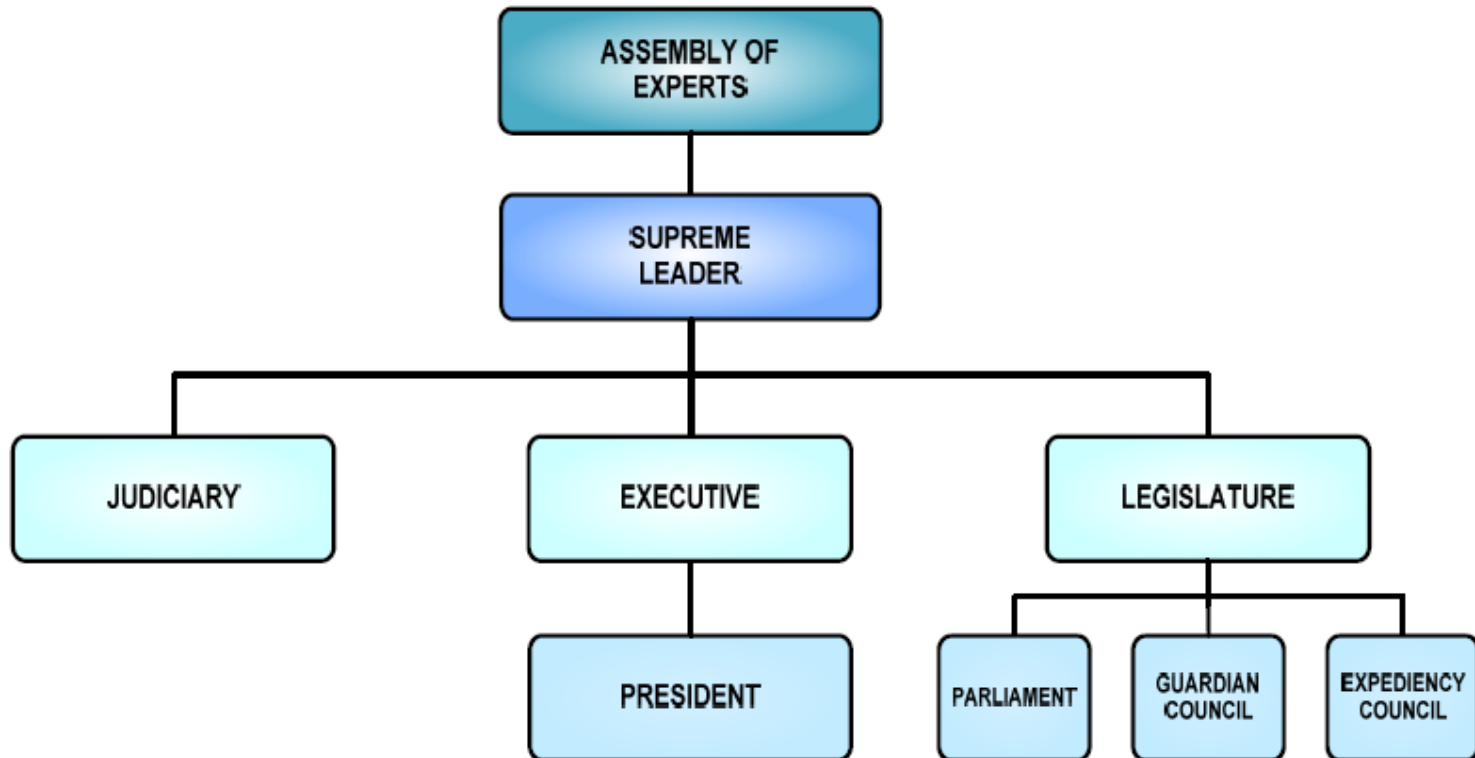 ASSEMBLY OF
EXPERTS
SUPREME
LEADER
JUDICIARY
EXECUTIVE
LEGISLATURE
PRESIDENT
PARLIAMENT
GUARDIAN
COUNCIL
EXPEDIENCY
COUNCIL